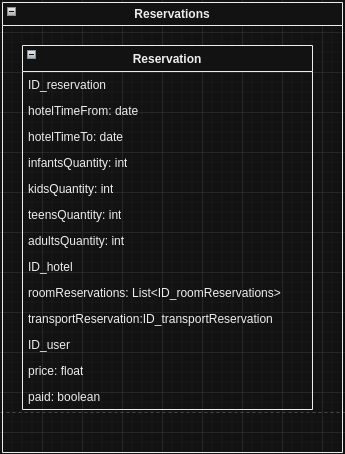 Reservations
Reservation
ID_reservation
hotelTimeFrom: date
hotelTimeTo: date
infantsQuantity: int
kidsQuantity: int
teensQuantity: int
adultsQuantity: int
ID_hotel
roomReservations: List<ID_roomReservations>
transportReservation:ID_transportReservation
ID_user
price: float
paid: boolean